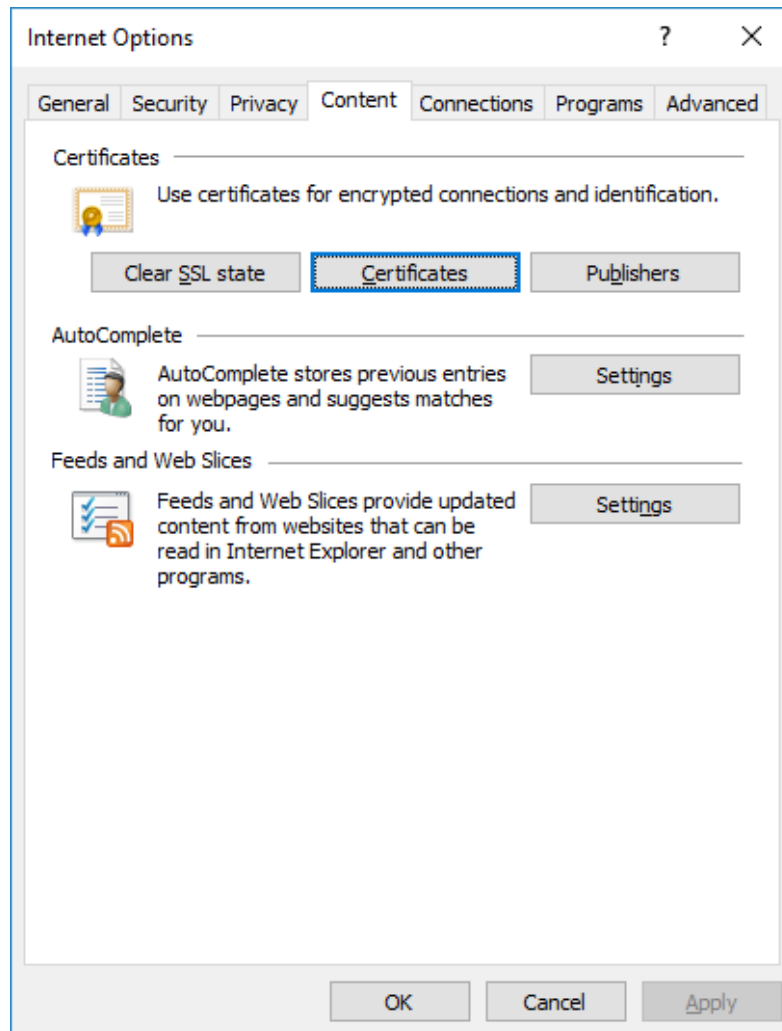 Internet Options ?
General Security Privacy Content Connections Programs Advanced
Certificates
Use certificates for encrypted connections and identification.
Clear SSL state Certificates Publishers
AutoComplete
AutoComplete stores previous entries
on webpages and suggests matches
for you.
Settings
Feeds and Web Slices
Feeds and Web Slices provide updated
content from websites that can be
read in Internet Explorer and other
programs.
Settings
OK Cancel Apply